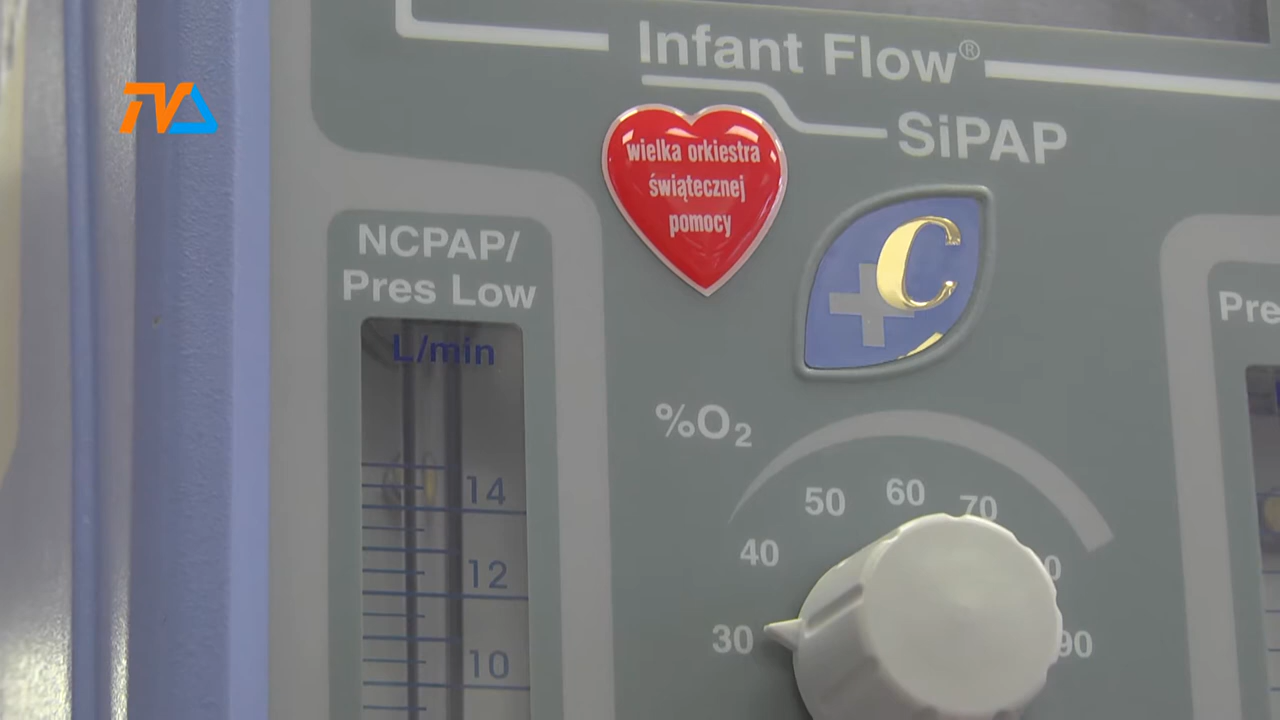 TVA
Infant Flow®
SiPAP
wielka orkiestra
świątecznej
pomocy
C
NCPAP/
Pres Low
L/min
14
12
10
%O₂
30
40
50
60
70
90
Pre